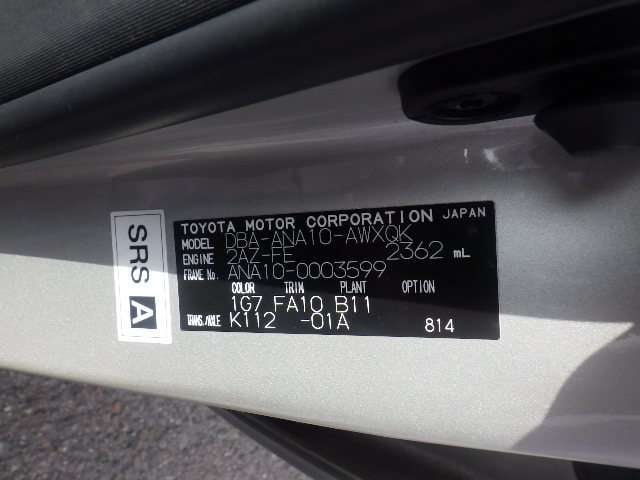 TOYOTA MOTOR CORPORATION JAPAN
MODEL DBA-ANA10-AWXQK
ENGINE 2AZ-FE 2362 mL
FRAME No. ANA10-0003599
COLOR TRIM PLANT OPTION
1G7 FA10 B11
TRANS./AXLE K112 -01A 814
SRS A